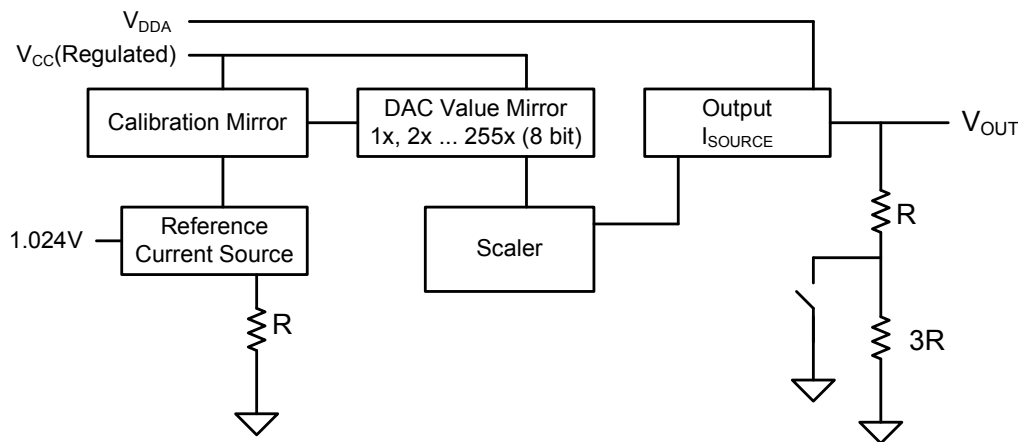 VDDA
VCC(Regulated)
Calibration Mirror
DAC Value Mirror
1x, 2x ... 255x (8 bit)
Output
ISOURCE
VOUT
Reference
Current Source
1.024V
Scaler
R
R
3R